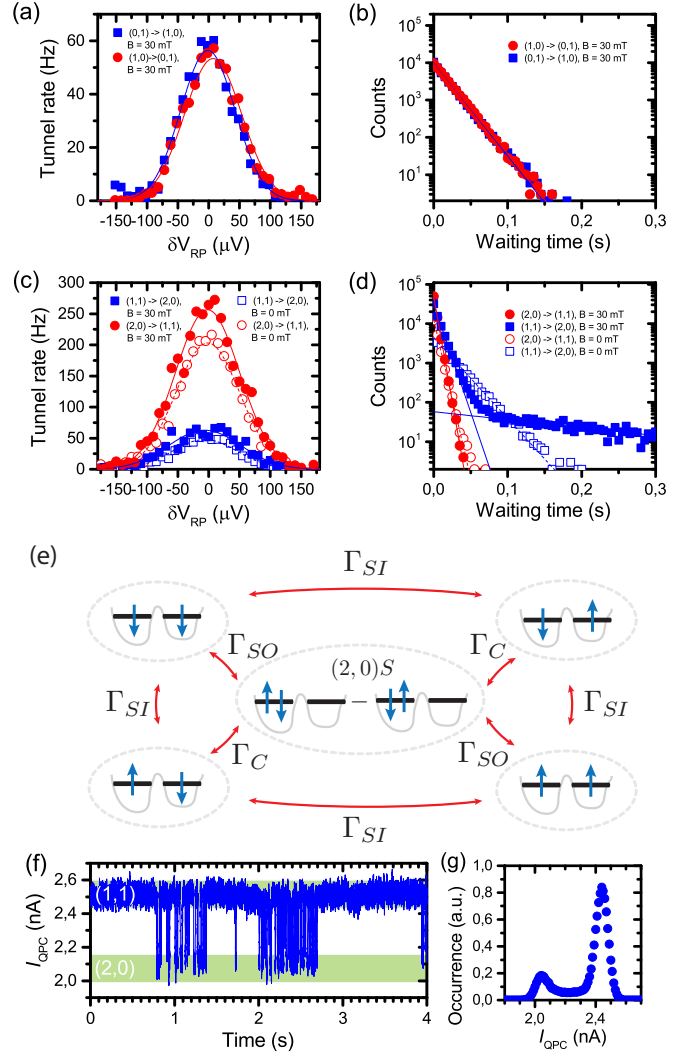 (a)
(0,1) -> (1,0),
B = 30 mT
(1,0)->(0,1),
B = 30 mT
60
40
20
0
Tunnel rate (Hz)
-150
-100
-50
0
50
100
150
δV_RP (μV)
(b)
(1,0) -> (0,1), B = 30 mT
(0,1) -> (1,0), B = 30 mT
10^5
10^4
10^3
10^2
10^1
Counts
0,0
0,1
0,2
0,3
Waiting time (s)
(c)
(1,1) -> (2,0),
B = 30 mT
(2,0) -> (1,1),
B = 30 mT
(1,1) -> (2,0),
B = 0 mT
(2,0) -> (1,1),
B = 0 mT
300
250
200
150
100
50
0
Tunnel rate (Hz)
-150
-100
-50
0
50
100
150
δV_RP (μV)
(d)
(2,0) -> (1,1), B = 30 mT
(1,1) -> (2,0), B = 30 mT
(2,0) -> (1,1), B = 0 mT
(1,1) -> (2,0), B = 0 mT
10^5
10^4
10^3
10^2
10^1
Counts
0,0
0,1
0,2
0,3
Waiting time (s)
(e)
Γ_SI
Γ_SO
Γ_C
(2,0)S
Γ_SI
−
Γ_SI
Γ_C
Γ_SO
Γ_SI
(f)
2,6
2,4
2,2
2,0
I_QPC (nA)
(1,1)
(2,0)
0
1
2
3
4
Time (s)
(g)
0,8
0,6
0,4
0,2
0,0
Occurrence (a.u.)
2,0
2,4
I_QPC (nA)